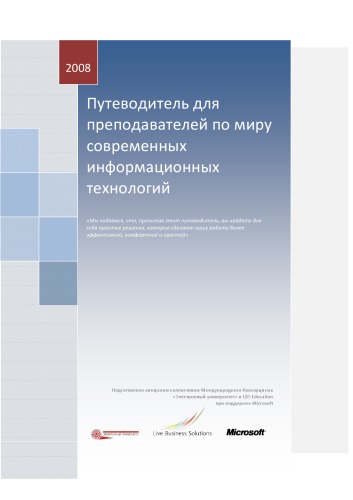 2008
Путеводитель для
преподавателей по миру
современных
информационных
технологий
«Мы надеемся, что, прочитав этот путеводитель, вы найдете для
себя простые решения, которые сделают вашу работу более
эффективной, комфортной и простой»
Подготовлено авторским коллективом Международного Консорциума
«Электронный университет» и LBS Education
при поддержке Microsoft
Live Business Solutions
Microsoft